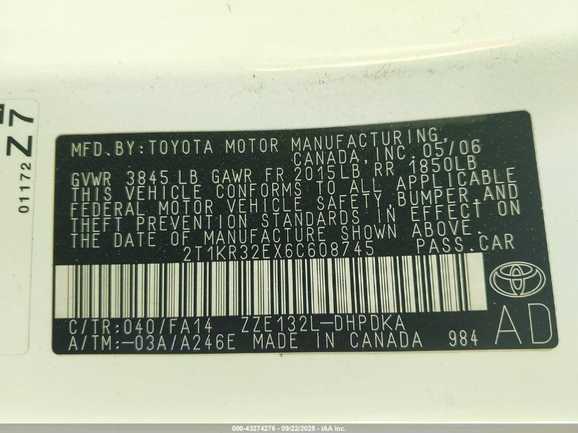 MFD.BY:TOYOTA MOTOR MANUFACTURING,
CANADA, INC. 05/06
GVWR 3845 LB GAWR FR 2015LB RR 1850LB
THIS VEHICLE CONFORMS TO ALL APPLICABLE
FEDERAL MOTOR VEHICLE SAFETY, BUMPER, AND
THEFT PREVENTION STANDARDS IN EFFECT ON
THE DATE OF MANUFACTURE SHOWN ABOVE.
2T1KR32EX6C608745 PASS.CAR
C/TR:040/FA14 ZZE132L-DHPDKA
A/TM:-03A/A246E MADE IN CANADA 984
AD
01172
Z7
000-43274276 - 09/22/2025 - IAA Inc.